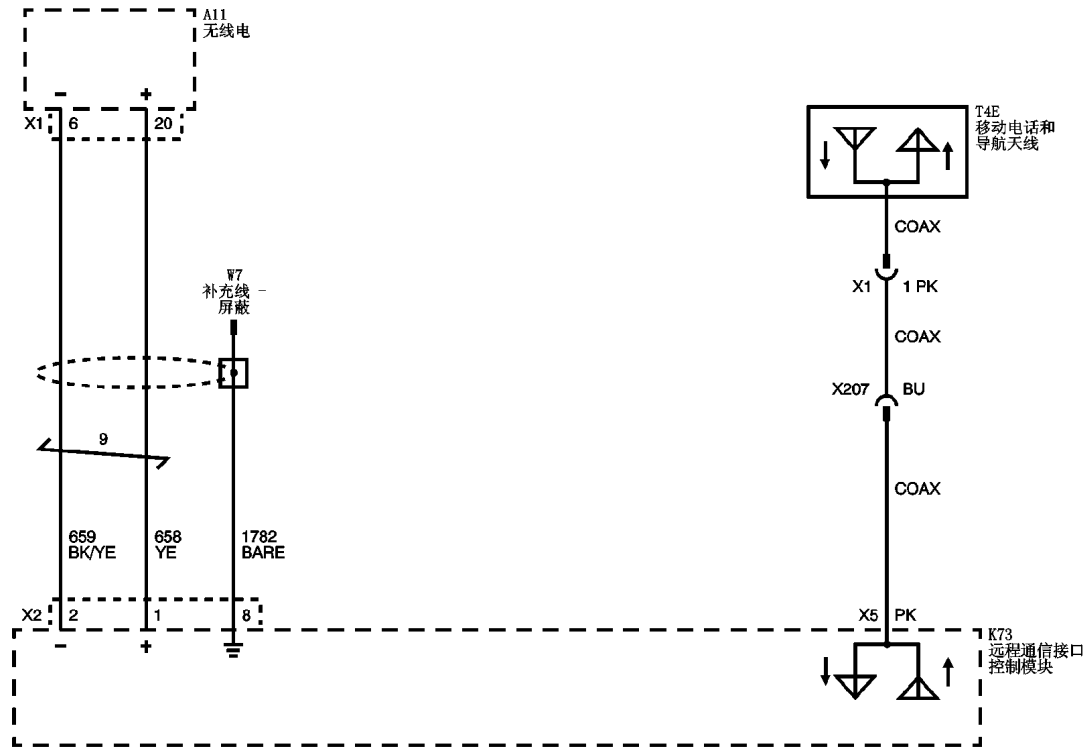 A11
无线电
- +
X1 6 20
T4E
移动电话和
导航天线
COAX
W7
补充线 -
屏蔽
X1 1 PK
COAX
X207 BU
9
COAX
659 658 1782
BK/YE YE BARE
X2 2 1 8
X5 PK
- +
K73
远程通信接口
控制模块